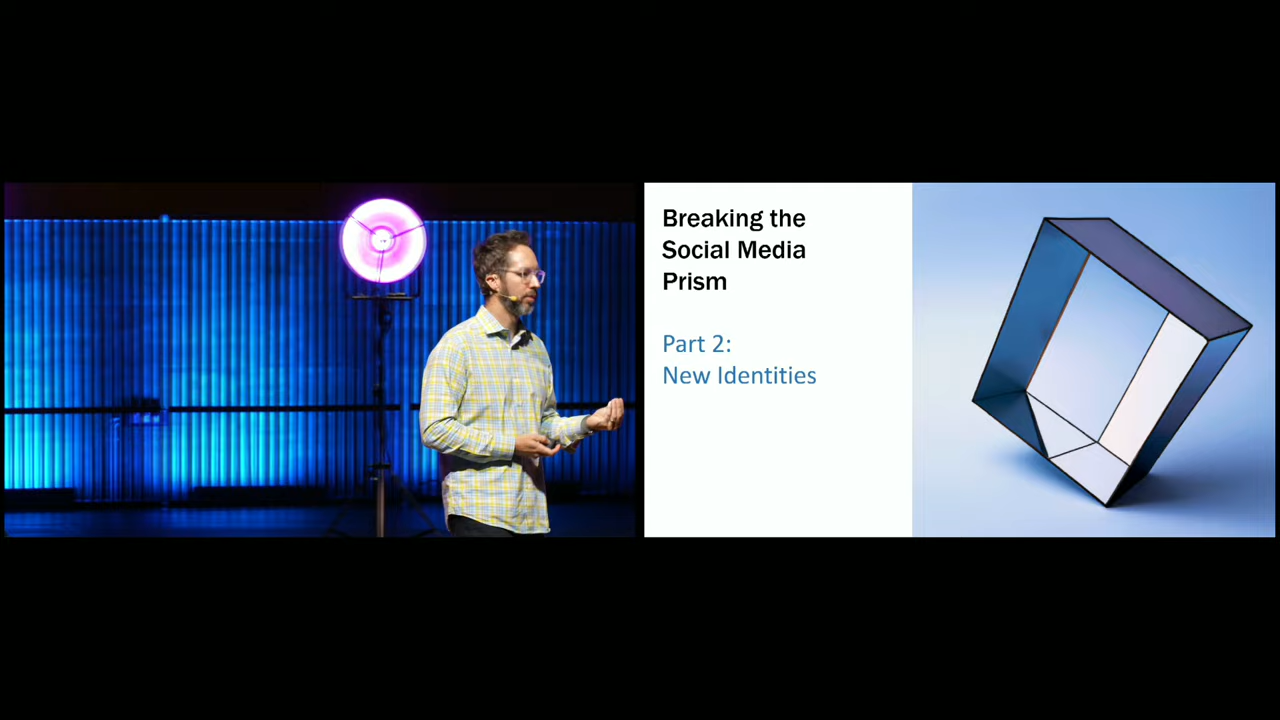 Breaking the
Social Media
Prism
Part 2:
New Identities